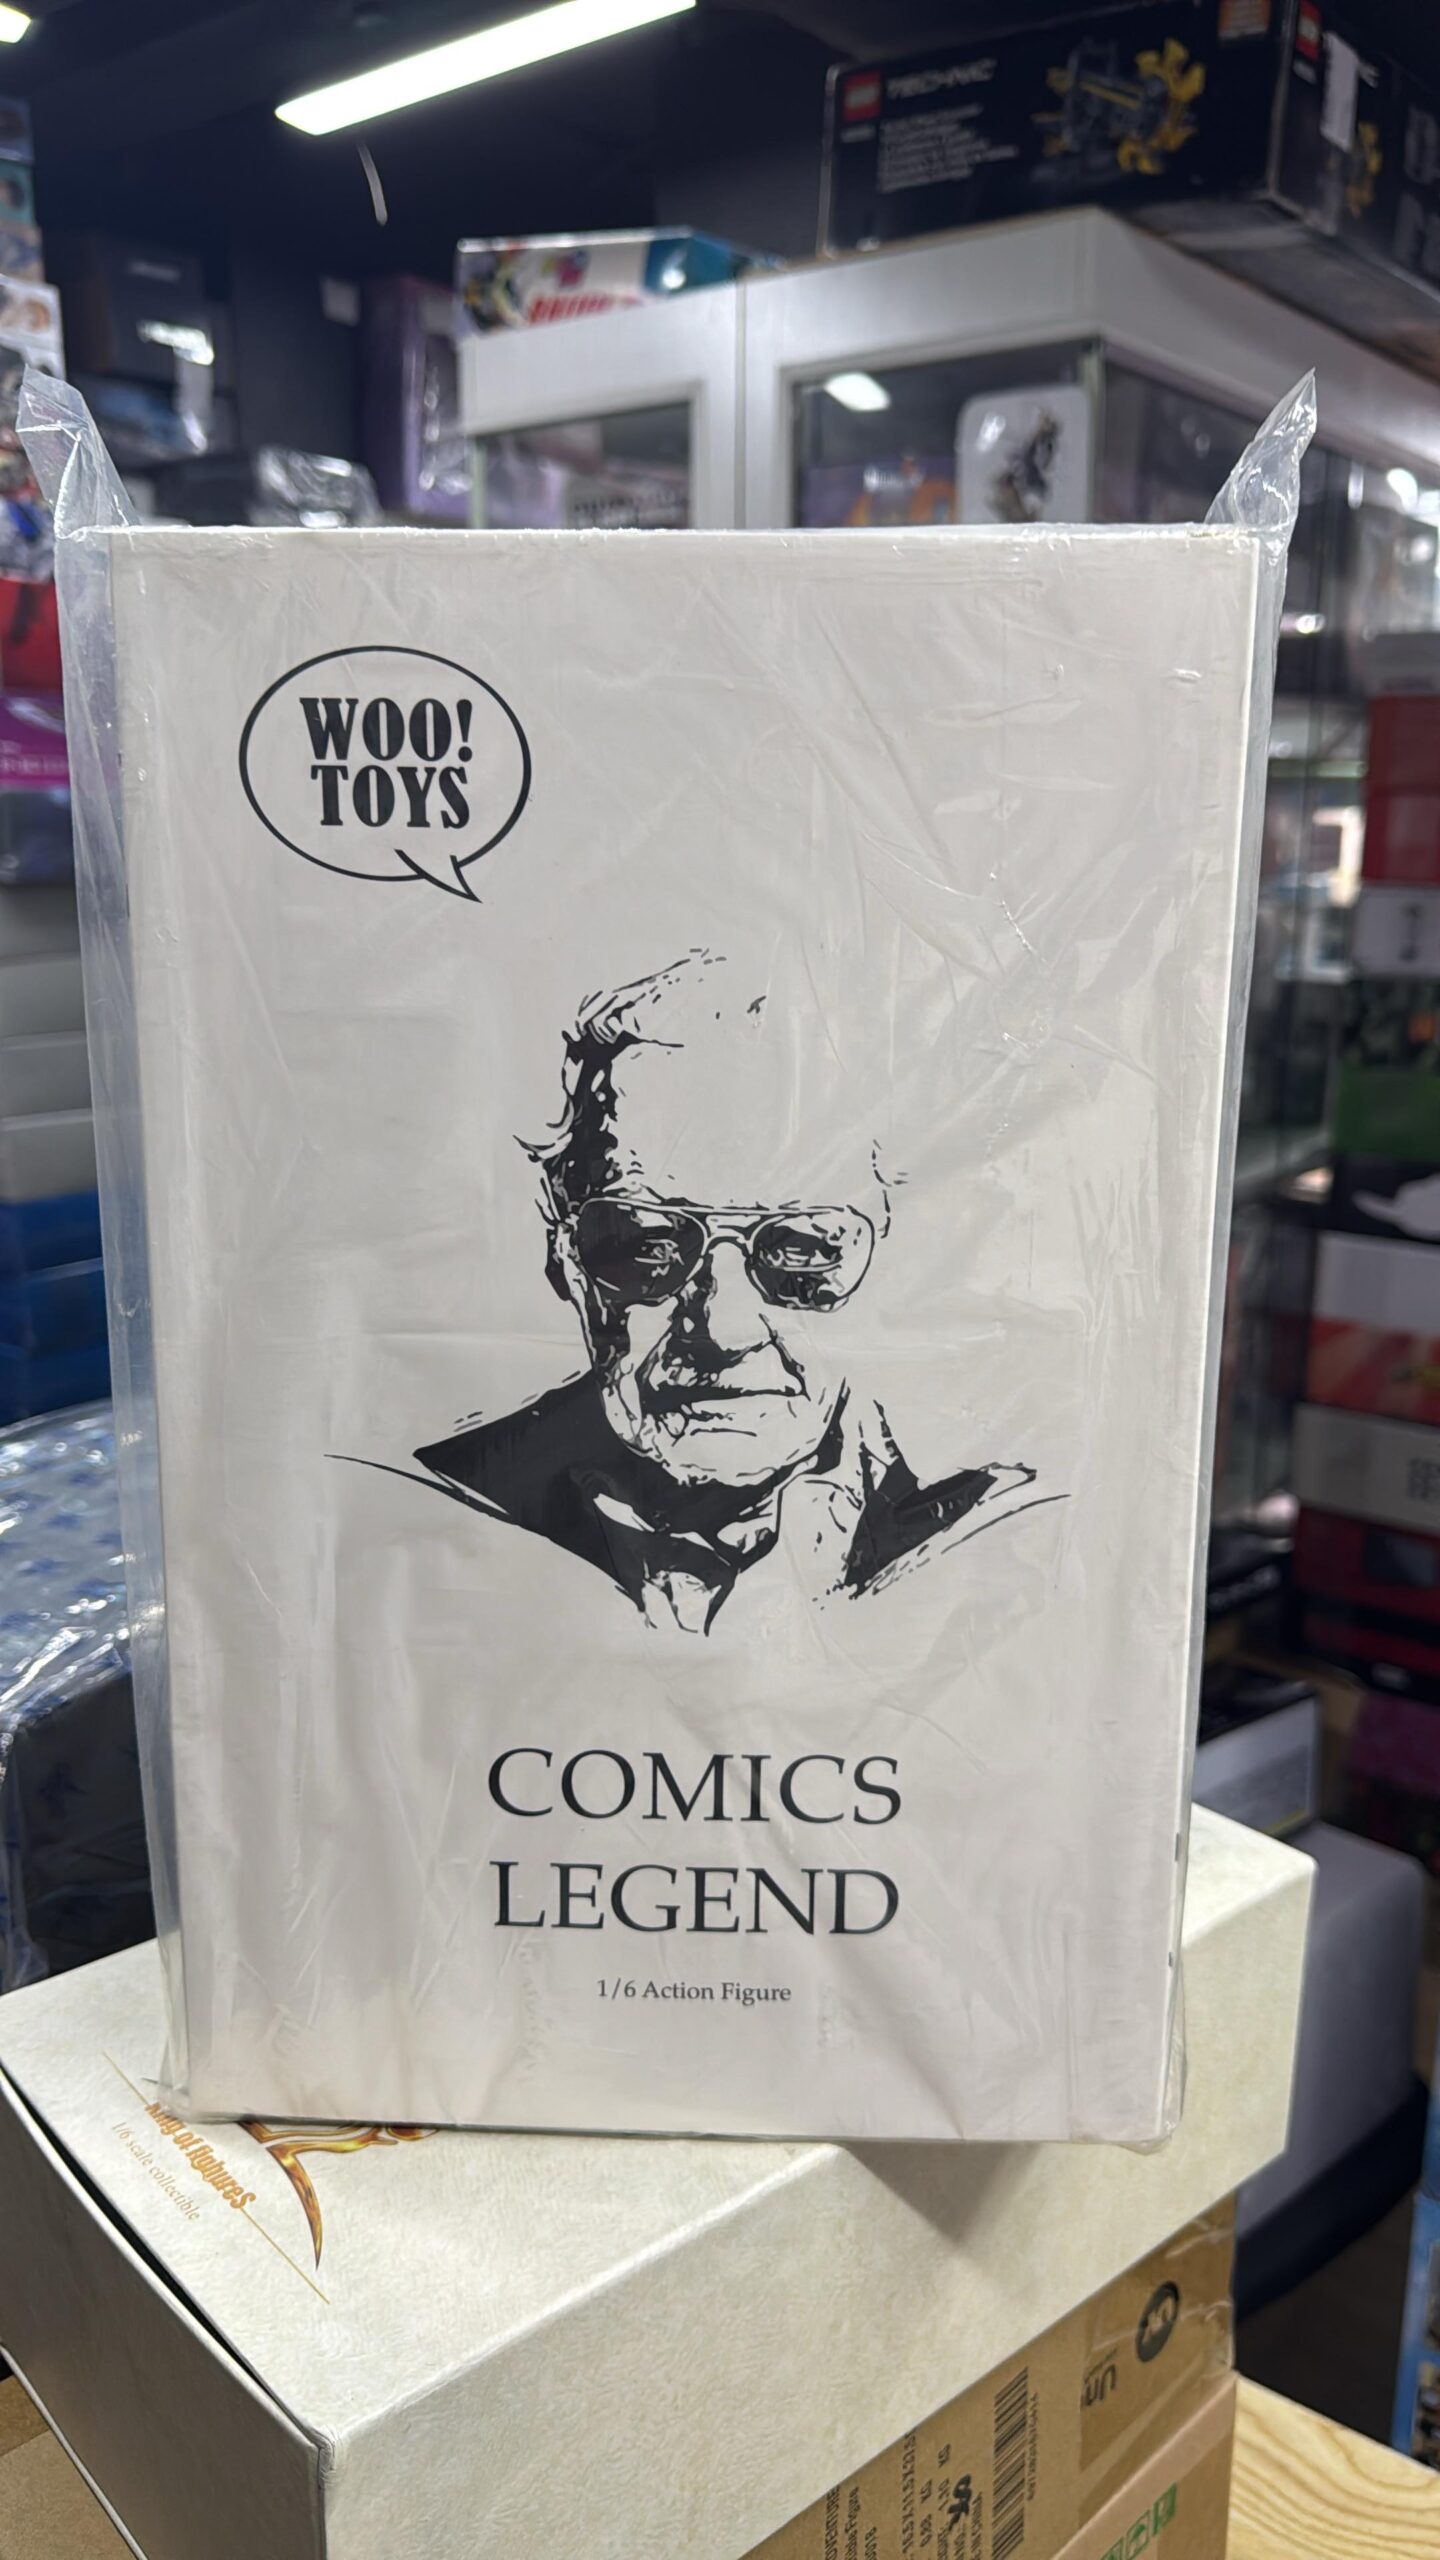 TECHNIC
WOO!
TOYS
COMICS
LEGEND
1/6 Action Figure
King of figures
1/6 scale collectible